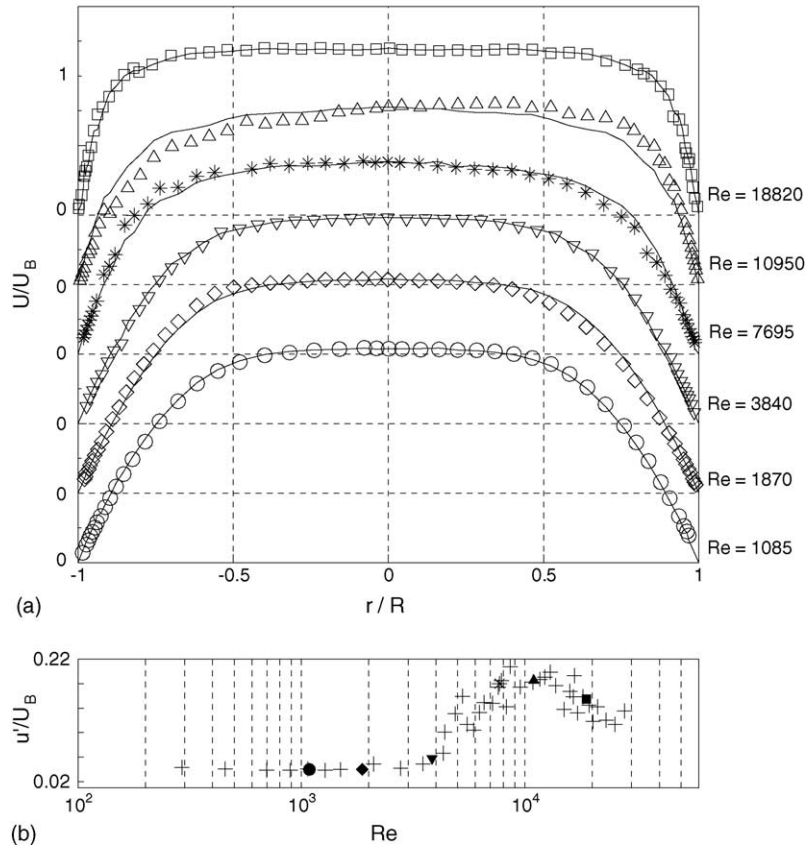 1
0
0
0
0
0
0
U/U_B
Re = 18820
Re = 10950
Re = 7695
Re = 3840
Re = 1870
Re = 1085
-1
-0.5
0
0.5
1
r / R
(a)
0.22
u'/U_B
0.02
10^2
10^3
10^4
Re
(b)